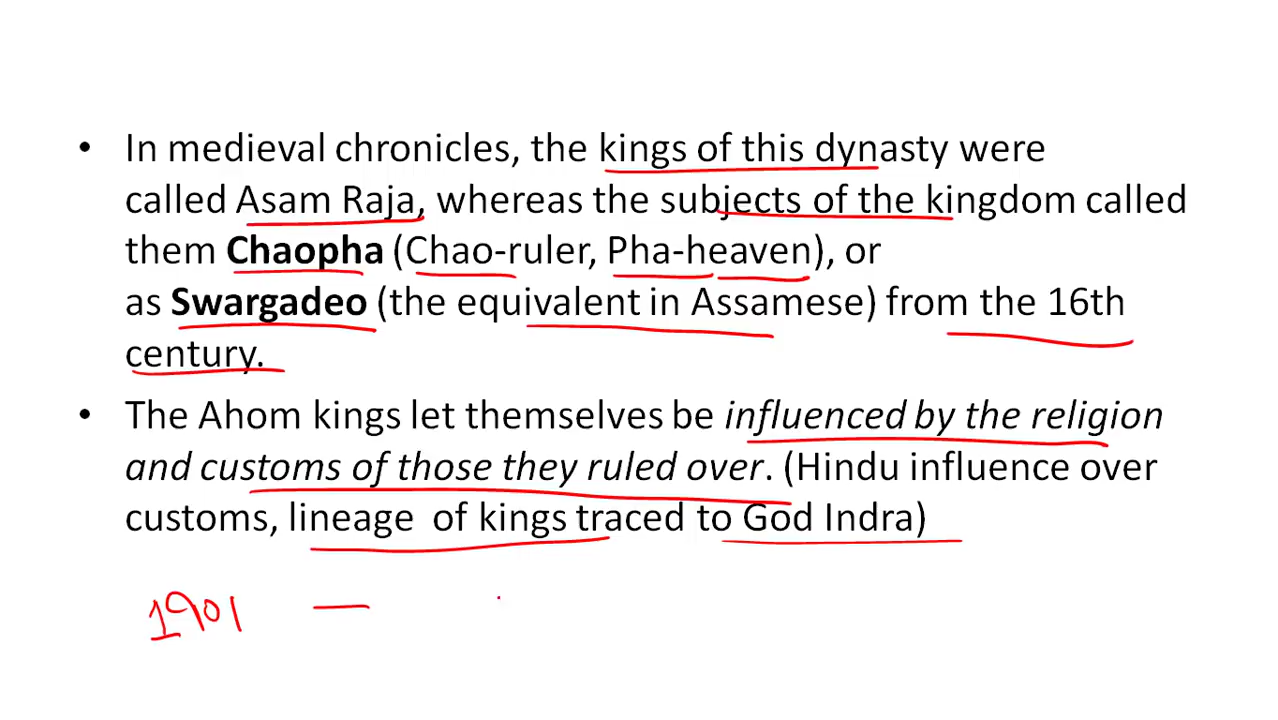 • In medieval chronicles, the kings of this dynasty were
called Asam Raja, whereas the subjects of the kingdom called
them Chaopha (Chao-ruler, Pha-heaven), or
as Swargadeo (the equivalent in Assamese) from the 16th
century.
• The Ahom kings let themselves be influenced by the religion
and customs of those they ruled over. (Hindu influence over
customs, lineage of kings traced to God Indra)
1901 —